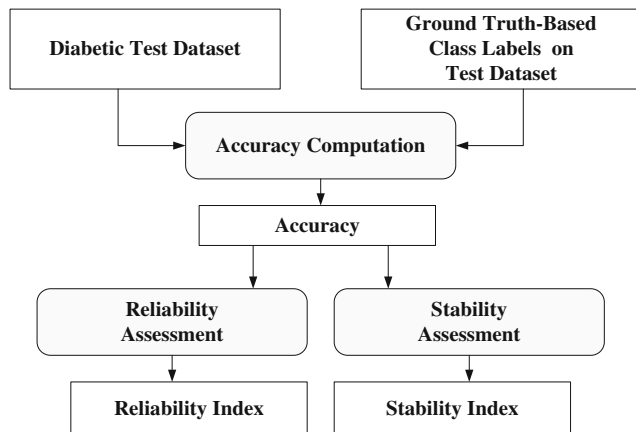 Diabetic Test Dataset
Ground Truth-Based
Class Labels on
Test Dataset
Accuracy Computation
Accuracy
Reliability
Assessment
Stability
Assessment
Reliability Index
Stability Index